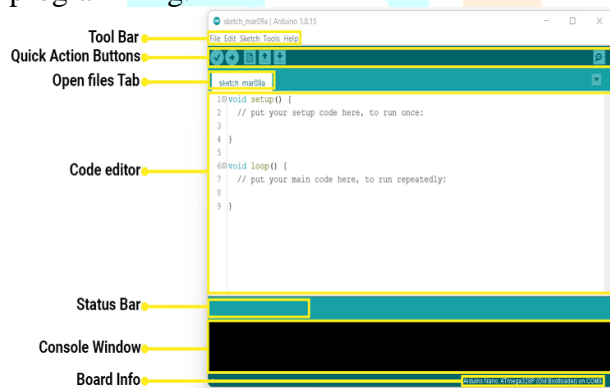 sketch_mar09a | Arduino 1.8.15
Tool Bar
File Edit Sketch Tools Help
Quick Action Buttons
Open files Tab
sketch_mar09a
1 void setup() {
2 // put your setup code here, to run once:
3
4 }
5
6 void loop() {
7 // put your main code here, to run repeatedly:
8
9 }
Code editor
Status Bar
Console Window
Board Info
Arduino Nano, ATmega328P (Old Bootloader) on